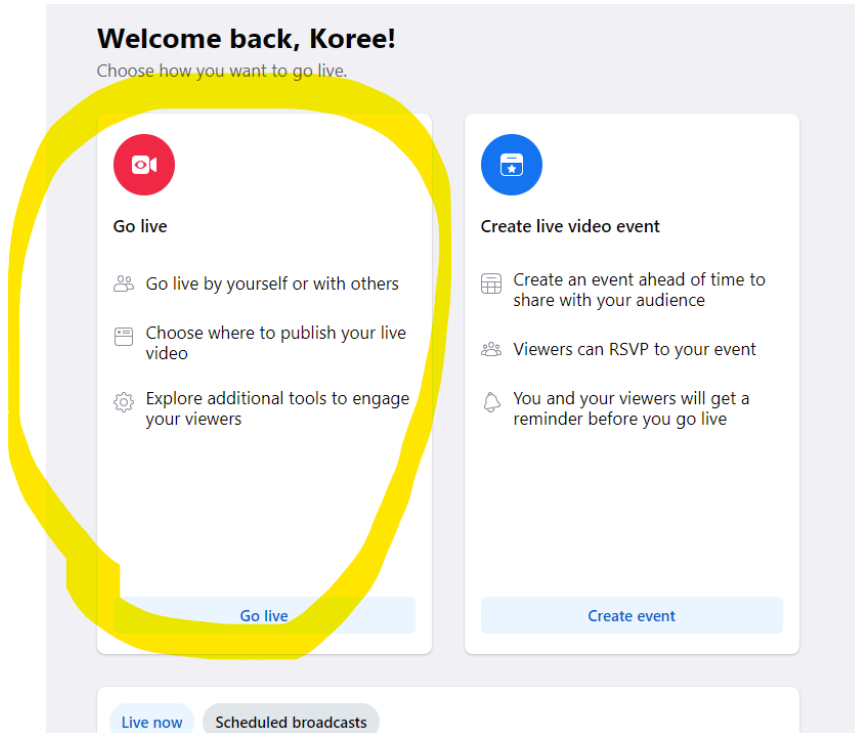 Welcome back, Koree!
Choose how you want to go live.
Go live
Go live by yourself or with others
Choose where to publish your live
video
Explore additional tools to engage
your viewers
Go live
Create live video event
Create an event ahead of time to
share with your audience
Viewers can RSVP to your event
You and your viewers will get a
reminder before you go live
Create event
Live now
Scheduled broadcasts